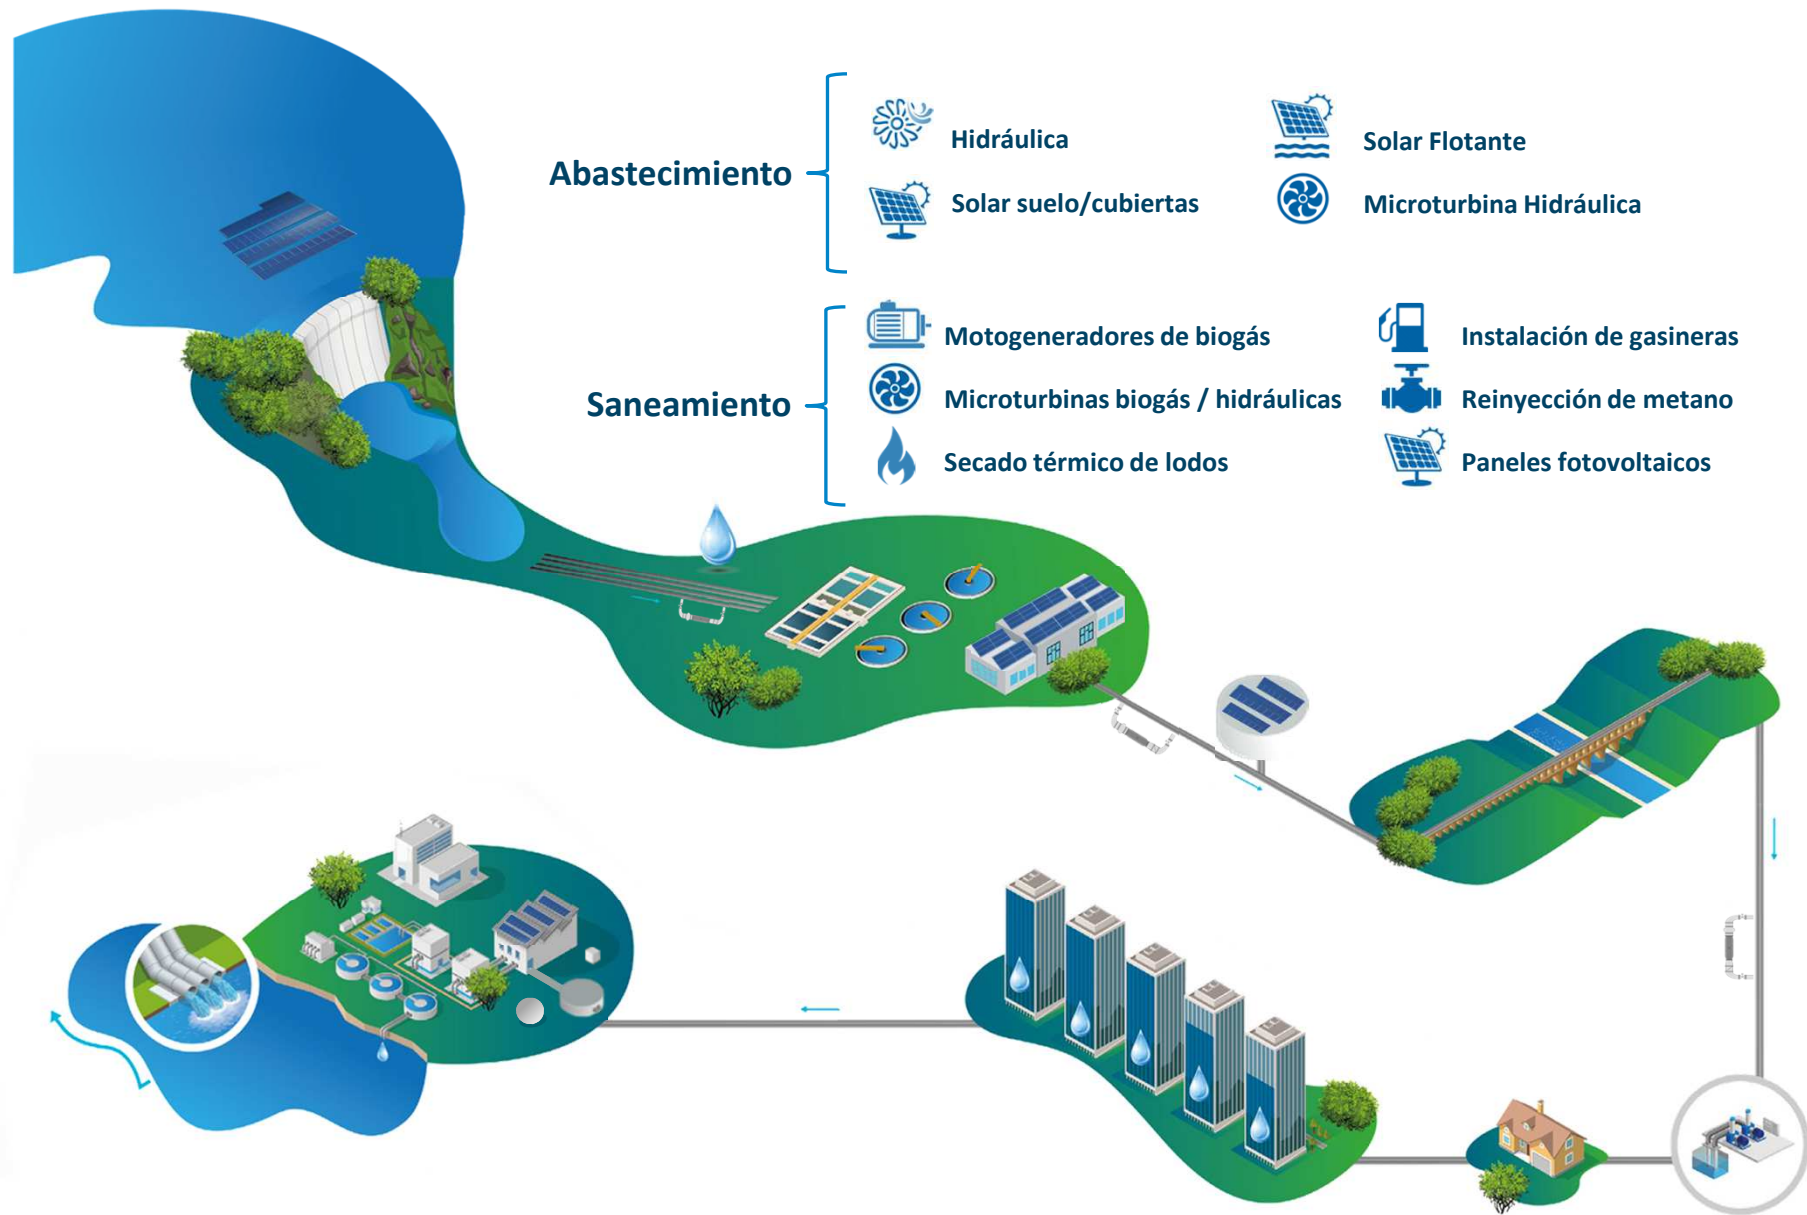 Abastecimiento
Hidráulica
Solar Flotante
Solar suelo/cubiertas
Microturbina Hidráulica
Saneamiento
Motogeneradores de biogás
Instalación de gasineras
Microturbinas biogás / hidráulicas
Reinyección de metano
Secado térmico de lodos
Paneles fotovoltaicos